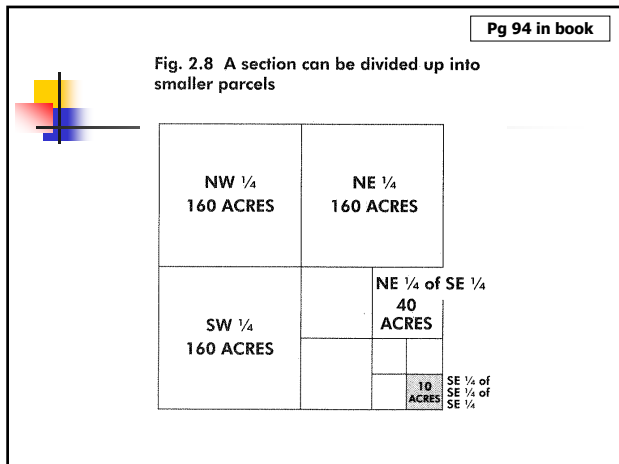 Pg 94 in book
Fig. 2.8 A section can be divided up into
smaller parcels
NW ¼
160 ACRES
NE ¼
160 ACRES
SW ¼
160 ACRES
NE ¼ of SE ¼
40
ACRES
10
ACRES
SE ¼ of
SE ¼ of
SE ¼